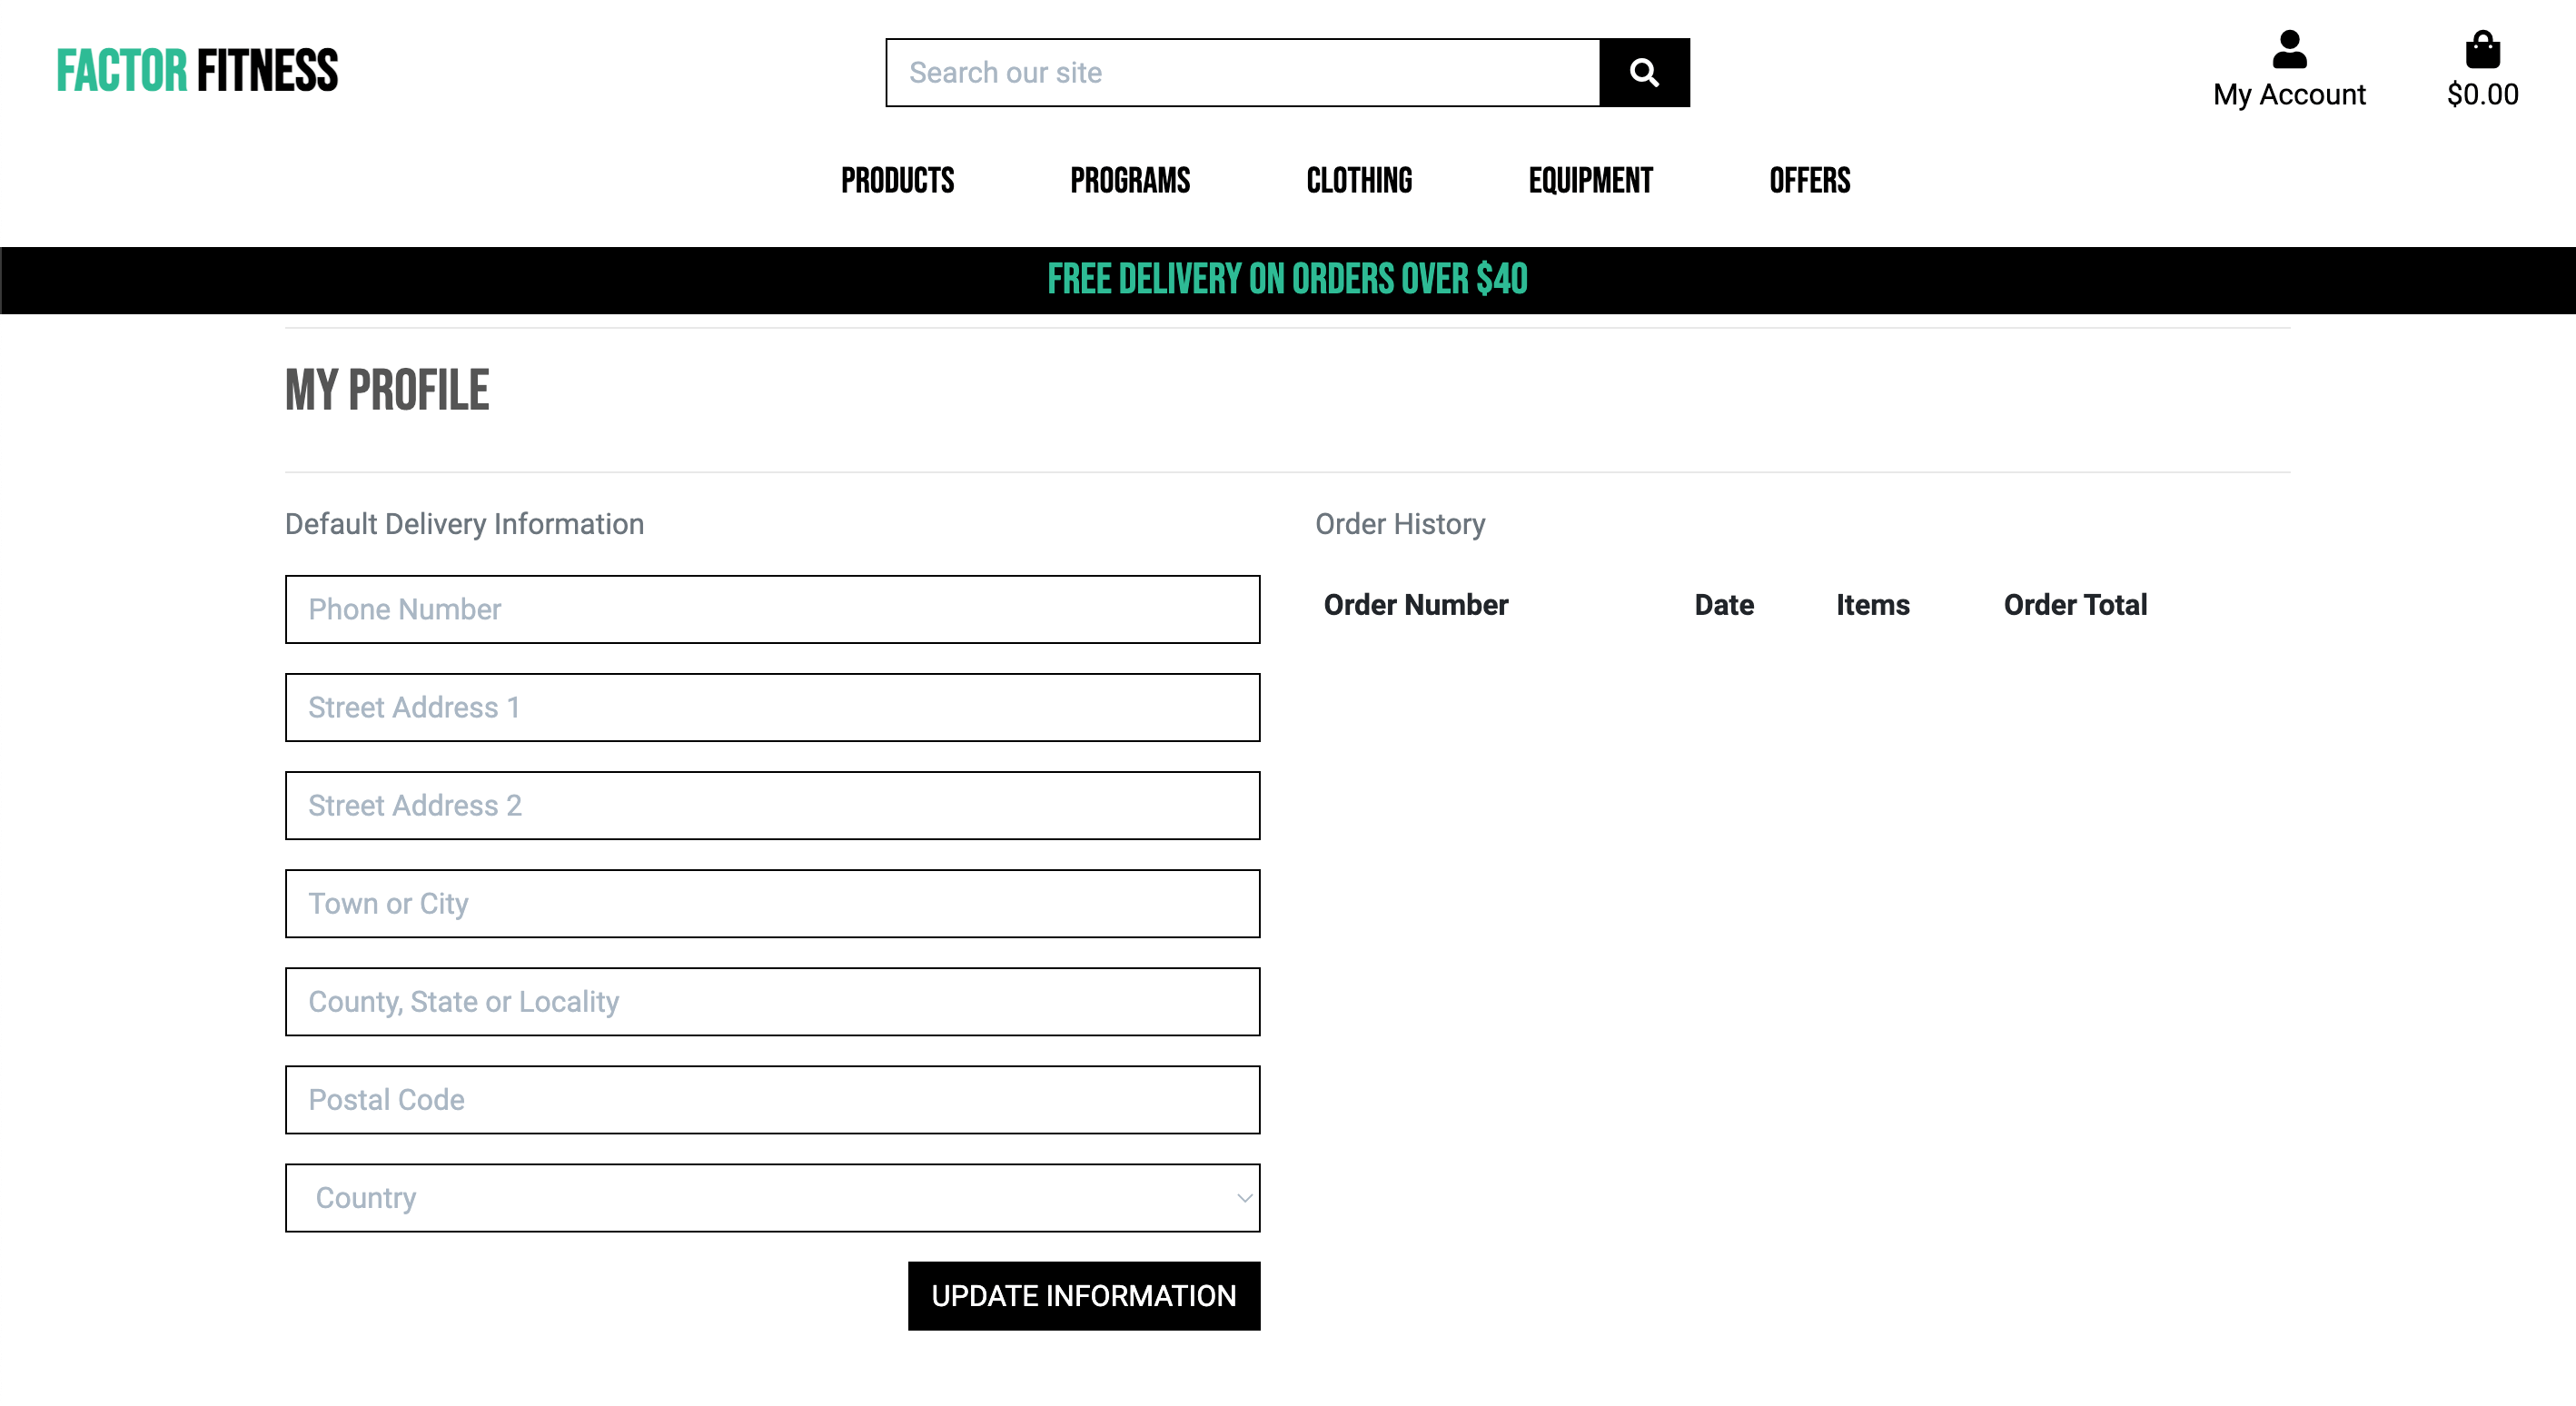 FACTOR FITNESS
Search our site
My Account
$0.00
PRODUCTS PROGRAMS CLOTHING EQUIPMENT OFFERS
FREE DELIVERY ON ORDERS OVER $40
MY PROFILE
Default Delivery Information
Phone Number
Street Address 1
Street Address 2
Town or City
County, State or Locality
Postal Code
Country
UPDATE INFORMATION
Order History
Order Number Date Items Order Total